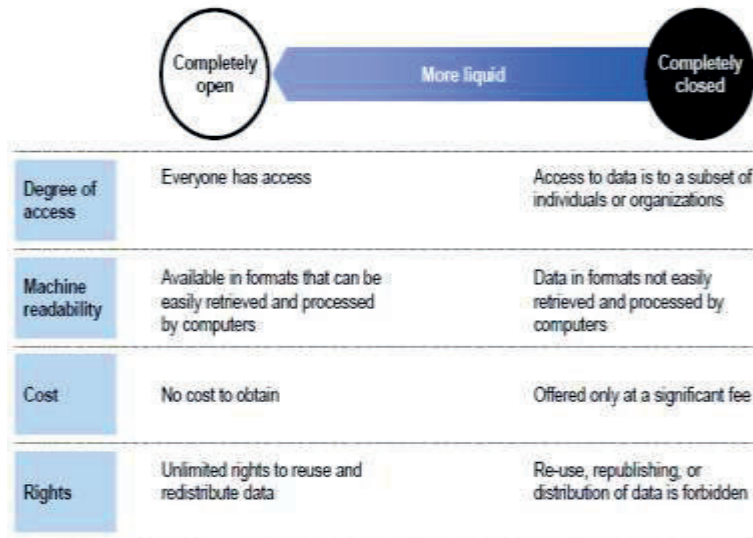 Completely
open
More liquid
Completely
closed
Degree of
access
Everyone has access
Access to data is to a subset of
individuals or organizations
Machine
readability
Available in formats that can be
easily retrieved and processed
by computers
Data in formats not easily
retrieved and processed by
computers
Cost
No cost to obtain
Offered only at a significant fee
Rights
Unlimited rights to reuse and
redistribute data
Re-use, republishing, or
distribution of data is forbidden